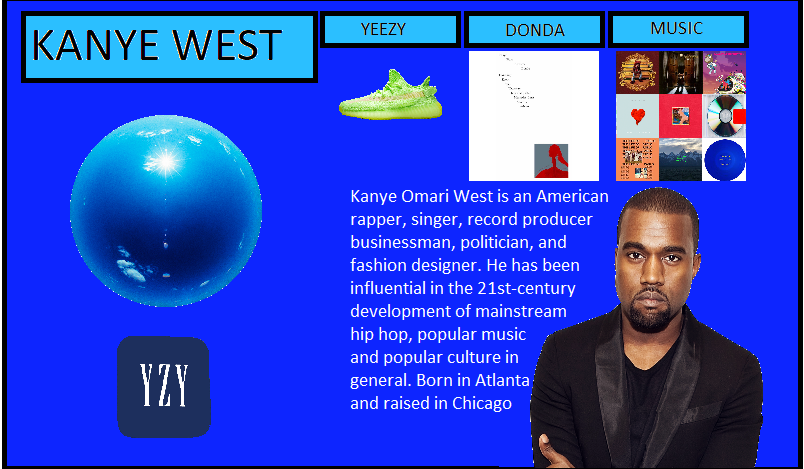 KANYE WEST
YEEZY
DONDA
MUSIC
Kanye Omari West is an American
rapper, singer, record producer
businessman, politician, and
fashion designer. He has been
influential in the 21st-century
development of mainstream
hip hop, popular music
and popular culture in
general. Born in Atlanta
and raised in Chicago
YZY